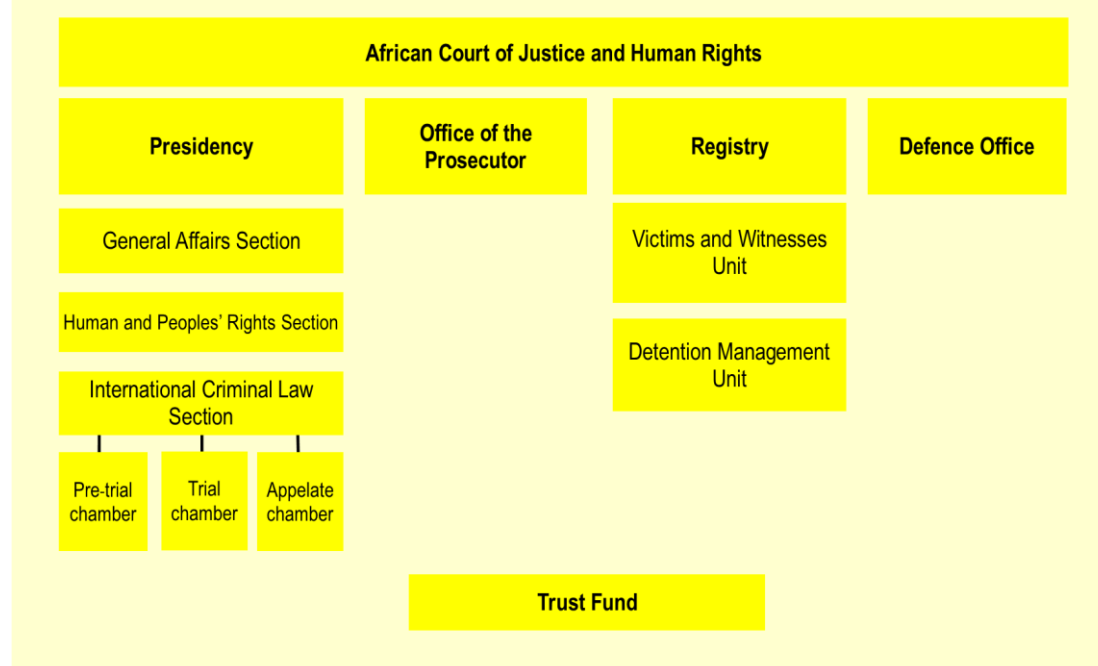 African Court of Justice and Human Rights
Presidency
Office of the
Prosecutor
Registry
Defence Office
General Affairs Section
Victims and Witnesses
Unit
Human and Peoples’ Rights Section
Detention Management
Unit
International Criminal Law
Section
Pre-trial
chamber
Trial
chamber
Appelate
chamber
Trust Fund